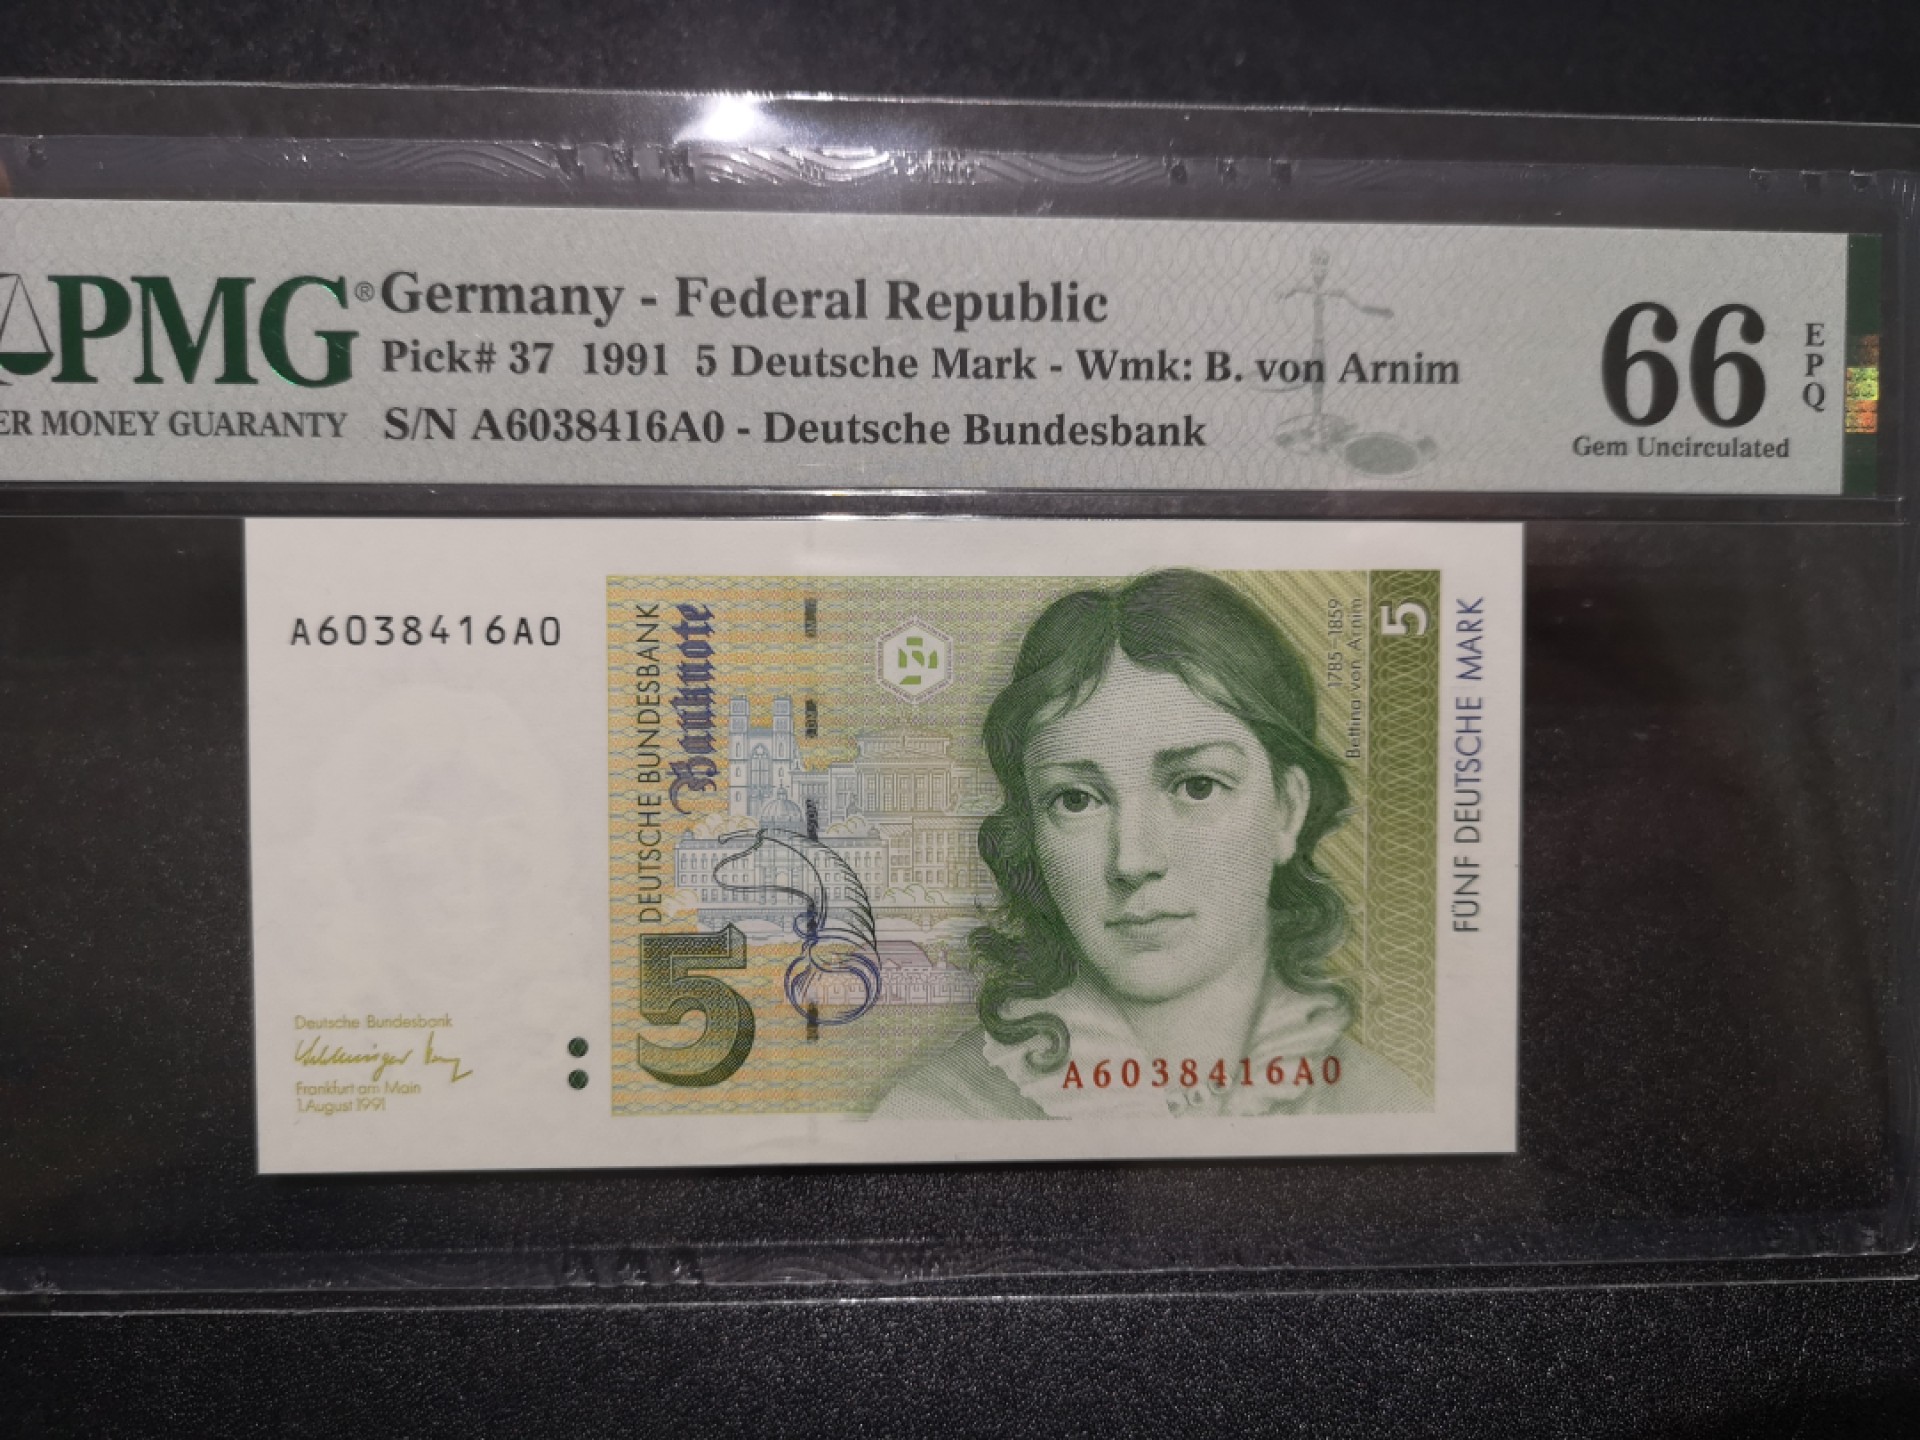 PMG®
ER MONEY GUARANTY
Germany - Federal Republic
Pick# 37 1991 5 Deutsche Mark - Wmk: B. von Arnim
S/N A6038416A0 - Deutsche Bundesbank
66
EPQ
Gem Uncirculated
A6038416A0
DEUTSCHE BUNDESBANK
Banknote
5
1785-1859
Bettina von Arnim
5
FÜNF DEUTSCHE MARK
A6038416A0
Deutsche Bundesbank
Frankfurt am Main
1. August 1991